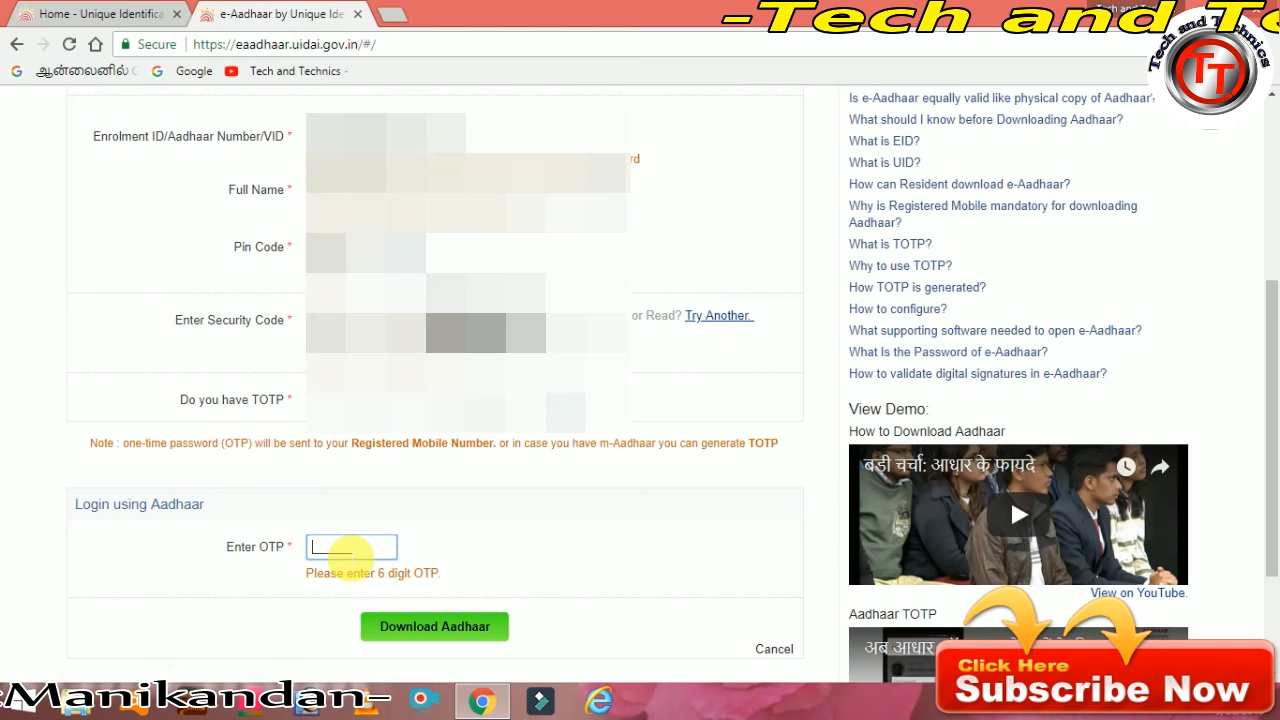 Home - Unique Identifica
e-Aadhaar by Unique Ide
-Tech and Te
Tech and Technics
TT
Secure
https://eaadhaar.uidai.gov.in/#/
ஆன்லைனில் G
Google
Tech and Technics -
Enrolment ID/Aadhaar Number/VID *
rd
Full Name *
Pin Code *
Enter Security Code *
or Read? Try Another.
Do you have TOTP *
Note : one-time password (OTP) will be sent to your Registered Mobile Number. or in case you have m-Aadhaar you can generate TOTP
Login using Aadhaar
Enter OTP *
Please enter 6 digit OTP.
Download Aadhaar
Cancel
Is e-Aadhaar equally valid like physical copy of Aadhaar?
What should I know before Downloading Aadhaar?
What is EID?
What is UID?
How can Resident download e-Aadhaar?
Why is Registered Mobile mandatory for downloading
Aadhaar?
What is TOTP?
Why to use TOTP?
How TOTP is generated?
How to configure?
What supporting software needed to open e-Aadhaar?
What Is the Password of e-Aadhaar?
How to validate digital signatures in e-Aadhaar?
View Demo:
How to Download Aadhaar
बड़ी चर्चा: आधार के फायदे
View on YouTube.
Aadhaar TOTP
अब आधार
Click Here
Subscribe Now
Manikandan-